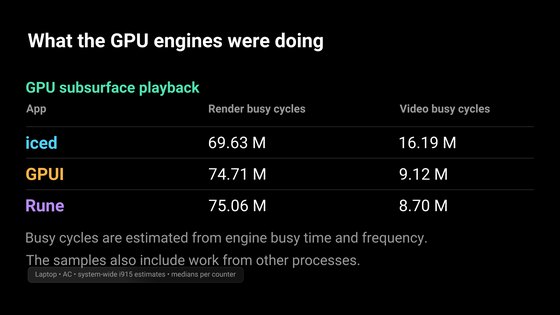 What the GPU engines were doing
GPU subsurface playback
App Render busy cycles Video busy cycles
iced 69.63 M 16.19 M
GPUI 74.71 M 9.12 M
Rune 75.06 M 8.70 M
Busy cycles are estimated from engine busy time and frequency.
The samples also include work from other processes.
Laptop • AC • system-wide i915 estimates • medians per counter